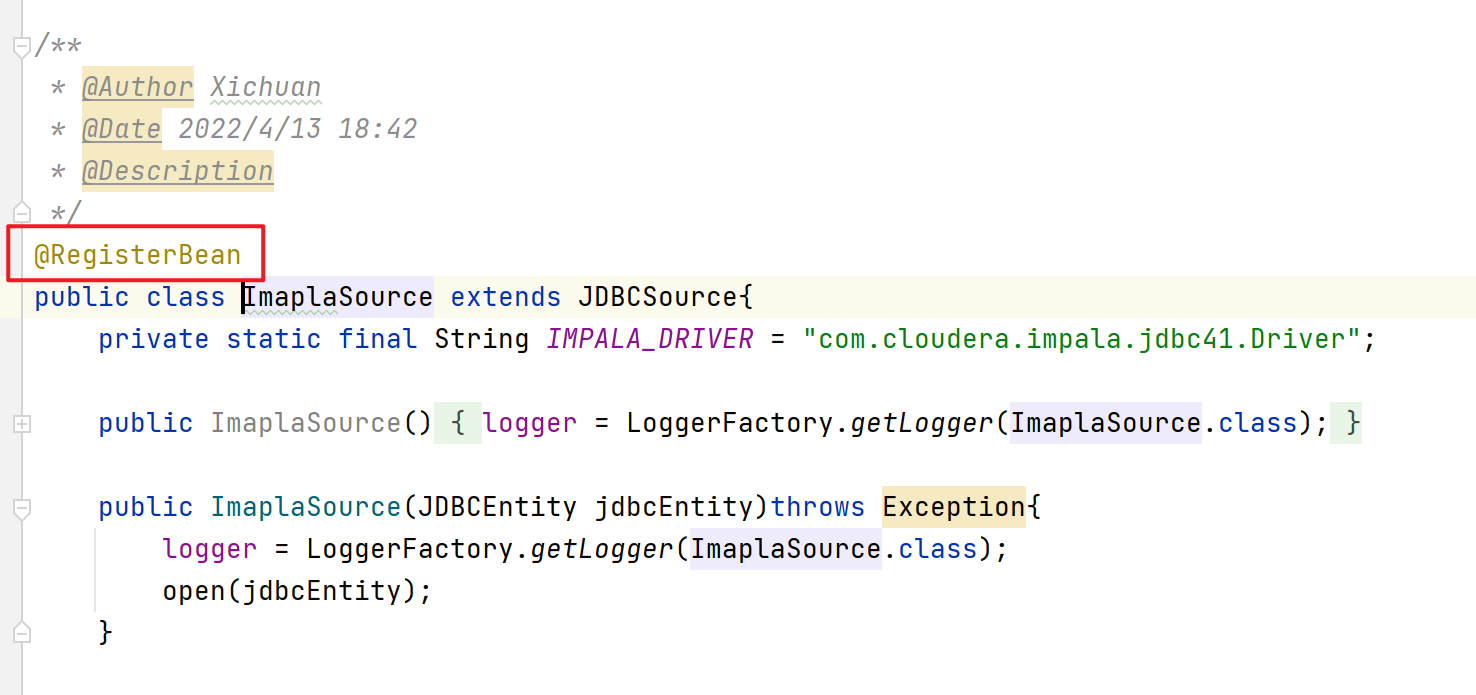 /**
 * @Author Xichuan
 * @Date 2022/4/13 18:42
 * @Description
 */
@RegisterBean
public class ImaplaSource extends JDBCSource{
    private static final String IMPALA_DRIVER = "com.cloudera.impala.jdbc41.Driver";
    public ImaplaSource() { logger = LoggerFactory.getLogger(ImaplaSource.class); }
    public ImaplaSource(JDBCEntity jdbcEntity)throws Exception{
        logger = LoggerFactory.getLogger(ImaplaSource.class);
        open(jdbcEntity);
    }